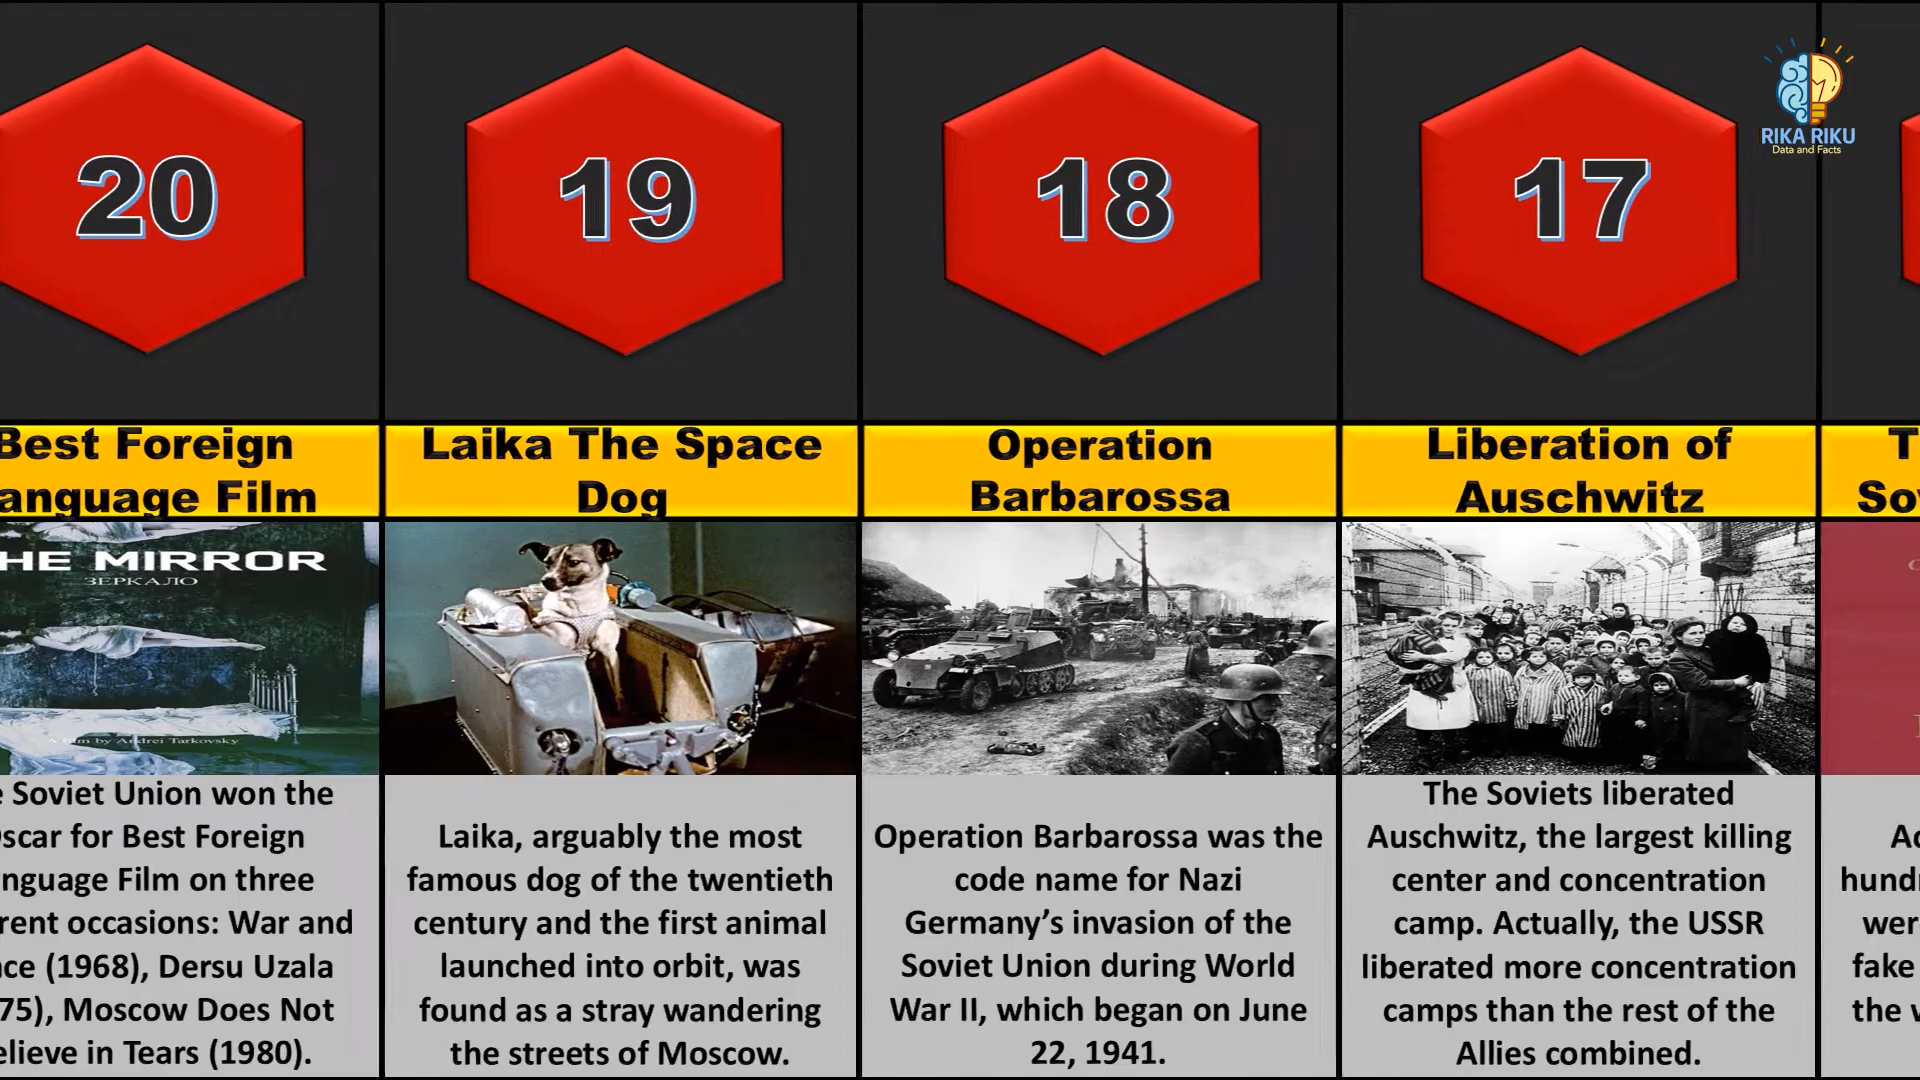 20
Best Foreign
anguage Film
HE MIRROR
ЗЕРКАЛО
A film by Andrei Tarkovsky
e Soviet Union won the
scar for Best Foreign
nguage Film on three
rent occasions: War and
ce (1968), Dersu Uzala
75), Moscow Does Not
elieve in Tears (1980).
19
Laika The Space
Dog
Laika, arguably the most
famous dog of the twentieth
century and the first animal
launched into orbit, was
found as a stray wandering
the streets of Moscow.
18
Operation
Barbarossa
Operation Barbarossa was the
code name for Nazi
Germany’s invasion of the
Soviet Union during World
War II, which began on June
22, 1941.
17
Liberation of
Auschwitz
The Soviets liberated
Auschwitz, the largest killing
center and concentration
camp. Actually, the USSR
liberated more concentration
camps than the rest of the
Allies combined.
RIKA RIKU
Data and Facts
T
Sov
Ac
hundr
wer
fake
the w